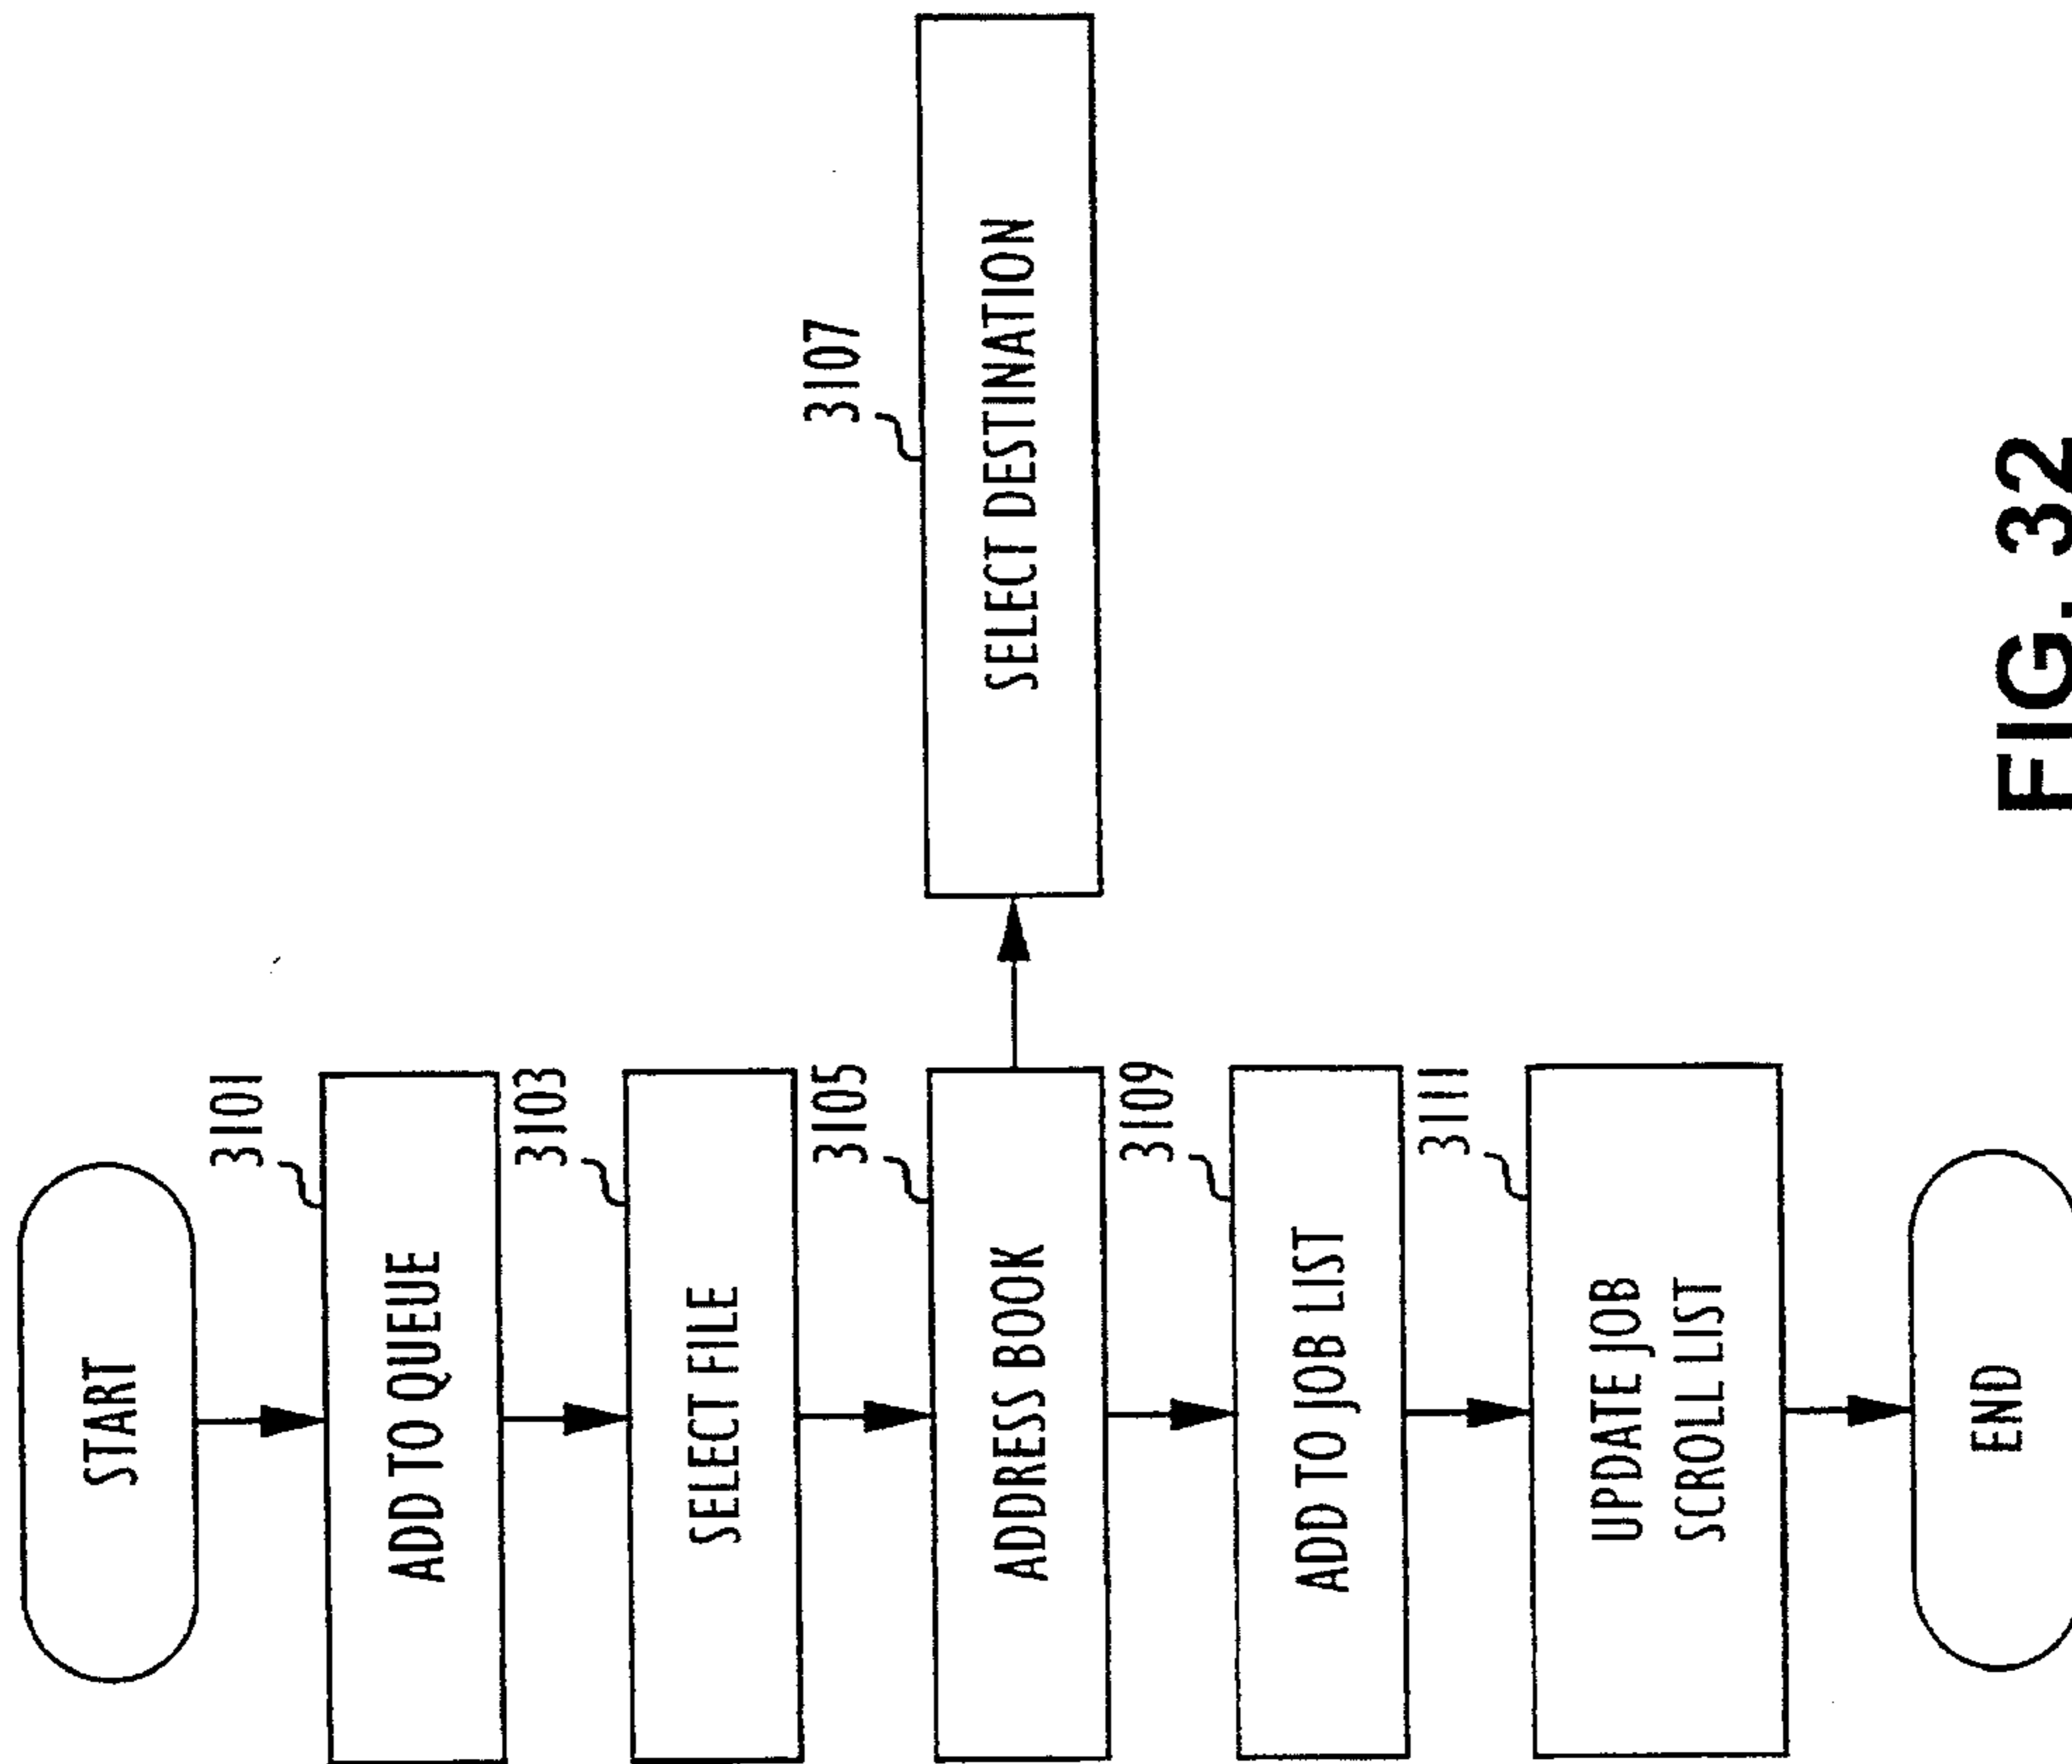 START
3101
ADD TO QUEUE
3103
SELECT FILE
3105
ADDRESS BOOK
3107
SELECT DESTINATION
3109
ADD TO JOB LIST
3111
UPDATE JOB
SCROLL LIST
END
FIG. 32